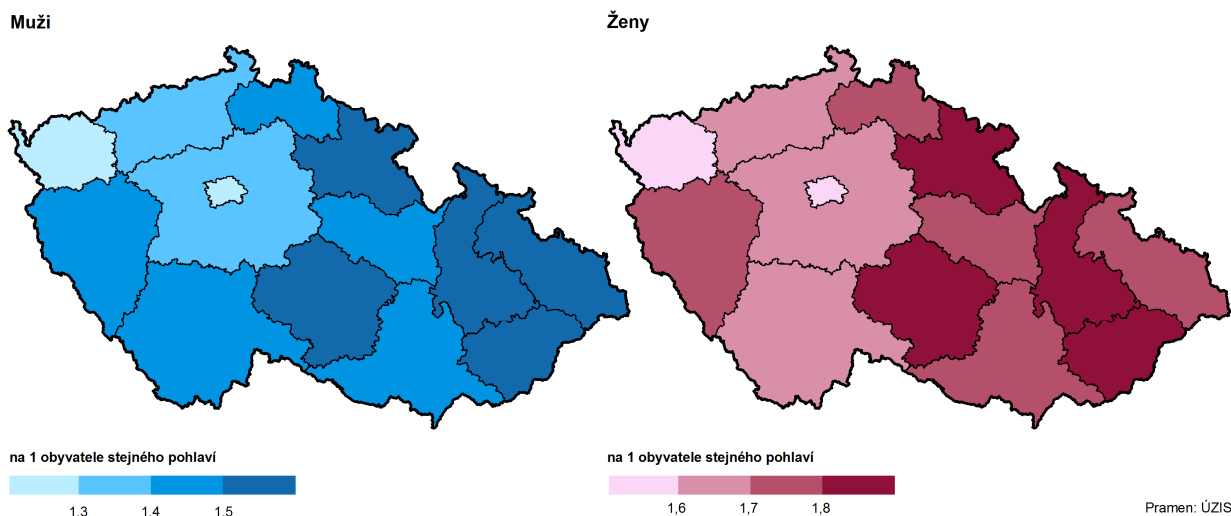 Muži
Ženy
na 1 obyvatele stejného pohlaví
1.3 1.4 1.5
na 1 obyvatele stejného pohlaví
1,6 1,7 1,8
Pramen: ÚZIS